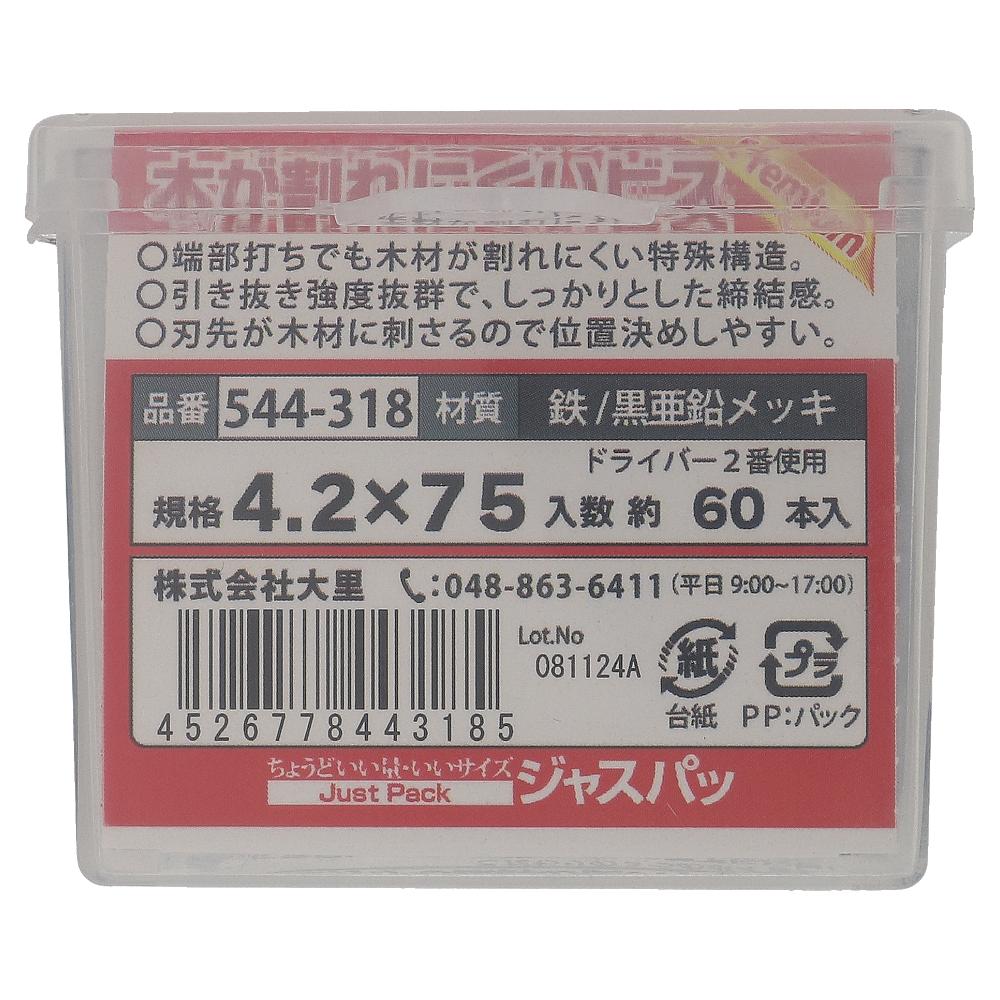 木が割れにくいビス
Premium
○端部打ちでも木材が割れにくい特殊構造。
○引き抜き強度抜群で、しっかりとした締結感。
○刃先が木材に刺さるので位置決めしやすい。
品番 544-318 材質 鉄/黒亜鉛メッキ
ドライバー2番使用
規格 4.2×75 入数 約 60 本入
株式会社大里 :048-863-6411 (平日 9:00~17:00)
Lot.No
081124A
紙
台紙
プラ
PP:パック
4526778443185
ちょうどいい量・いいサイズ
Just Pack
ジャスパッ